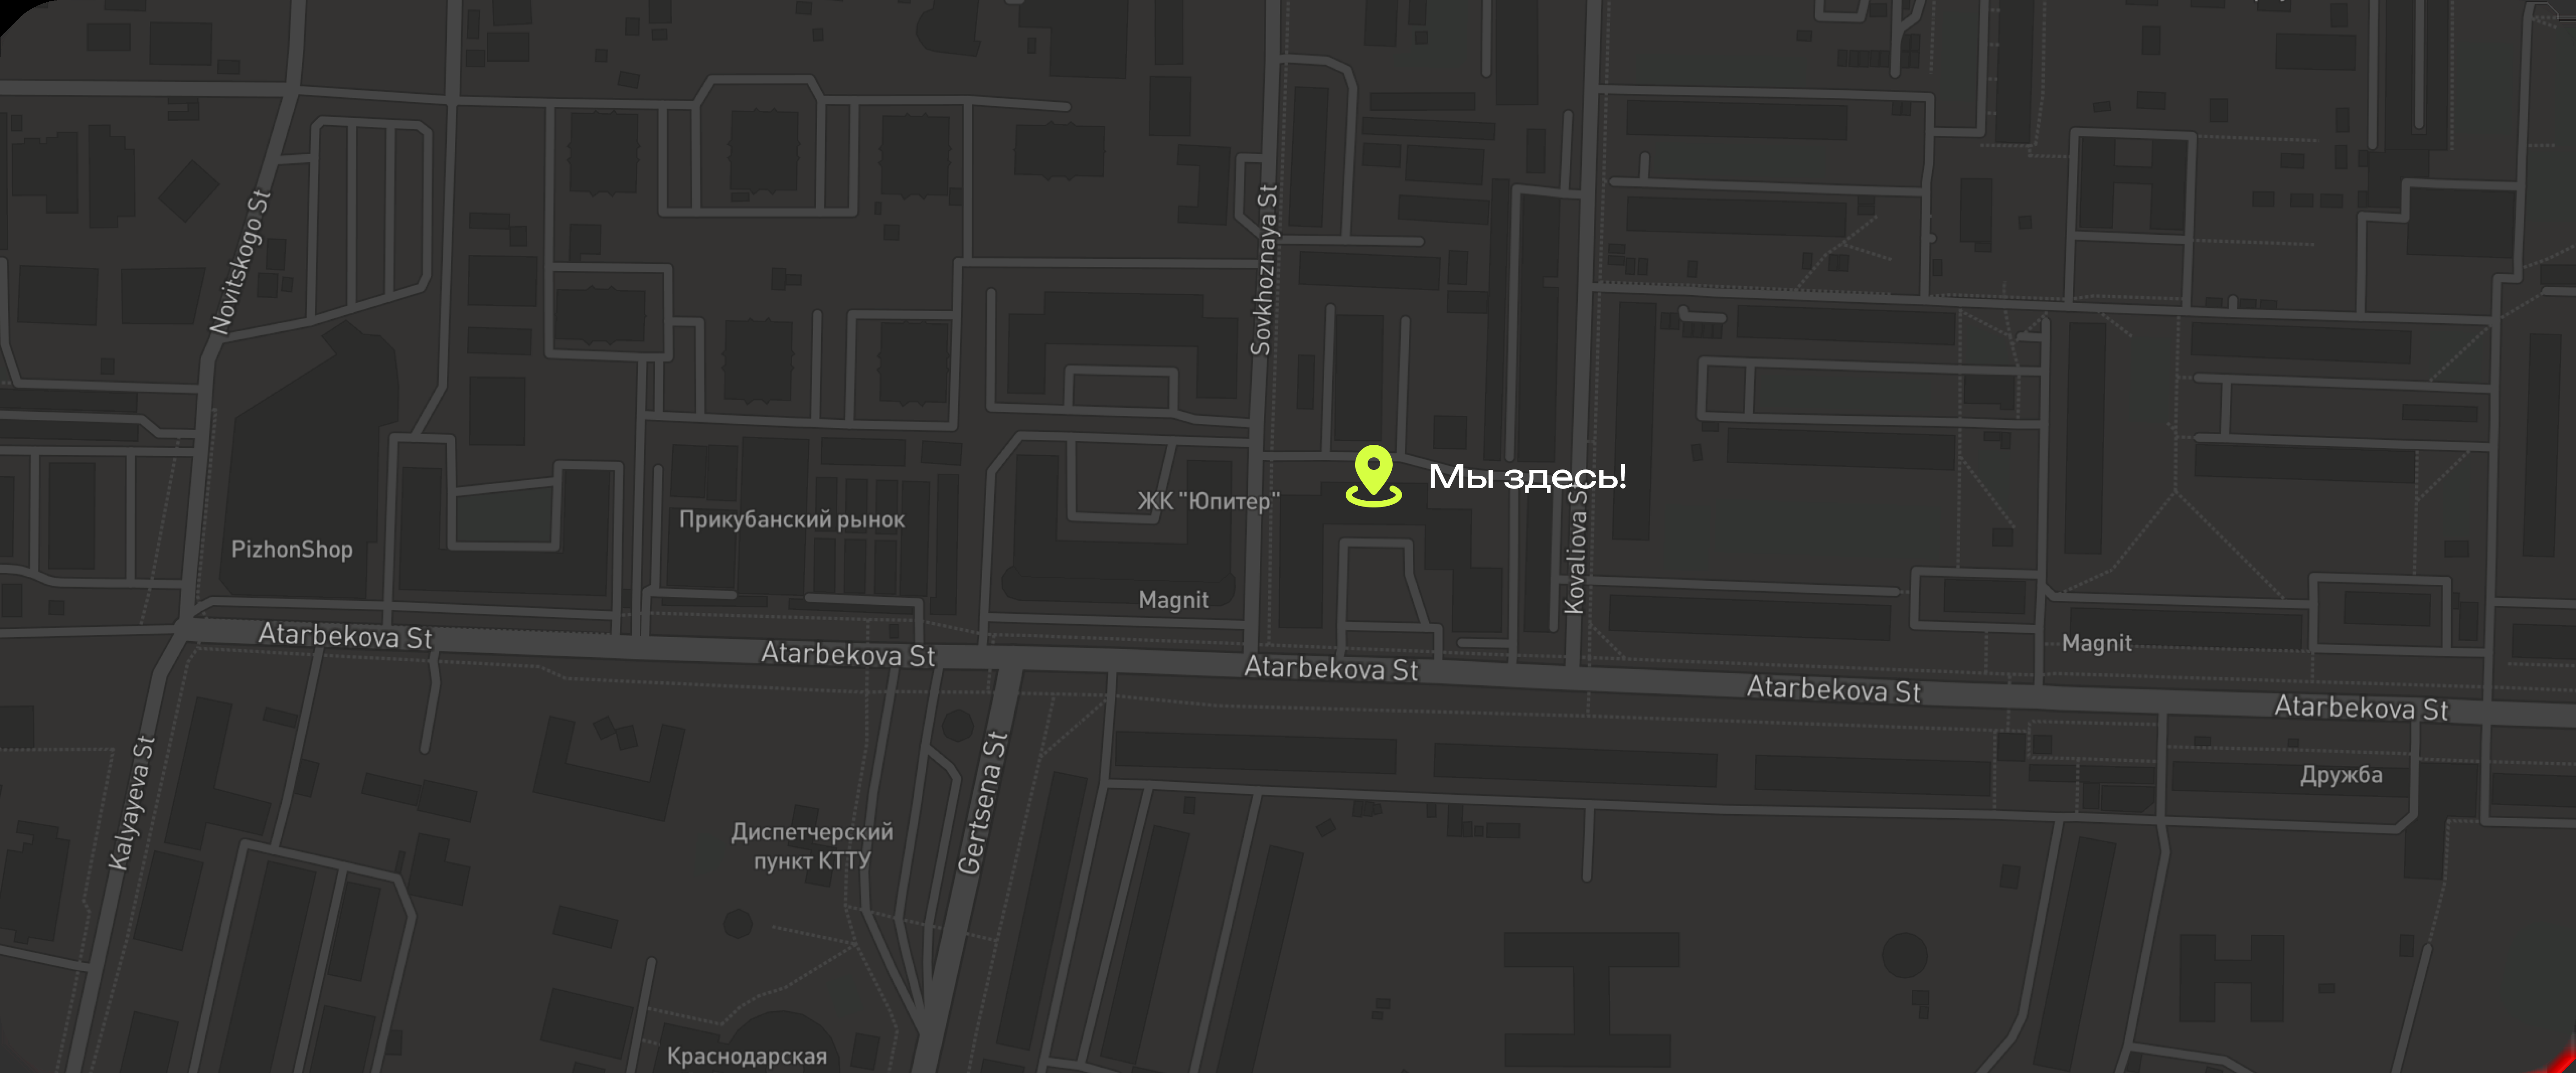 Novitskogo St
Sovkhoznaya St
Мы здесь!
ЖК "Юпитер"
Прикубанский рынок
PizhonShop
Kovaliova St
Magnit
Atarbekova St
Atarbekova St
Magnit
Atarbekova St
Atarbekova St
Atarbekova St
Kalyayeva St
Gertsena St
Дружба
Диспетчерский
пункт КТТУ
Краснодарская